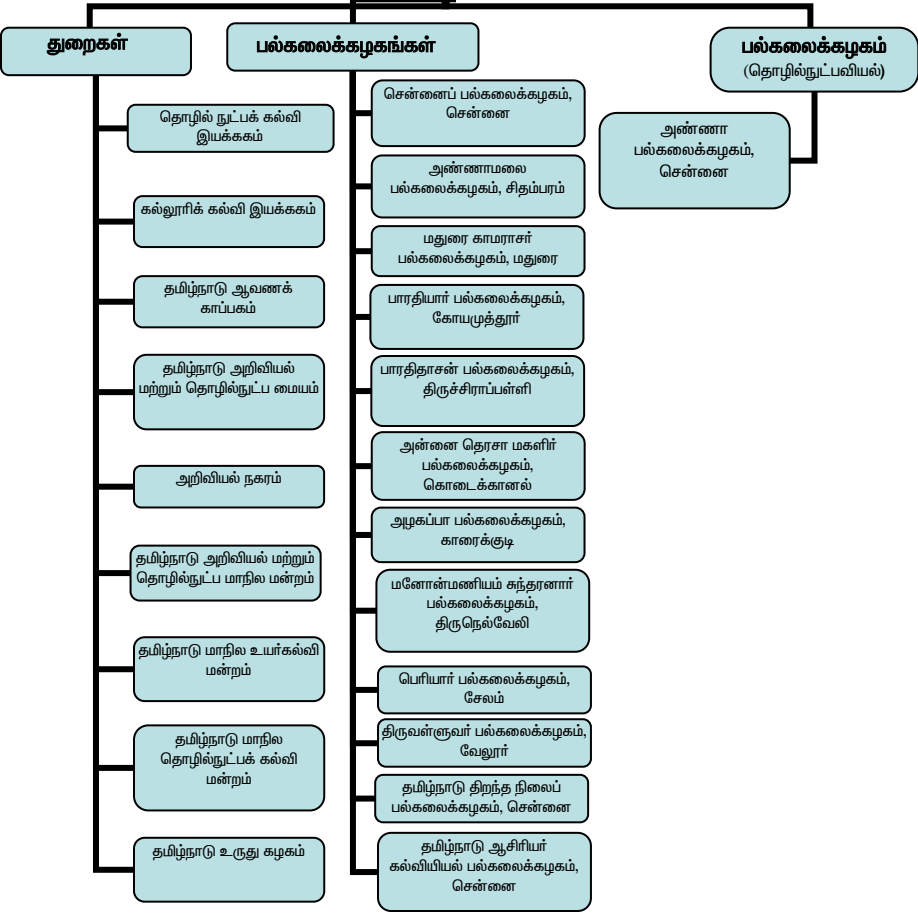 துறைகள்
தொழில் நுட்பக் கல்வி
இயக்ககம்
கல்லூரிக் கல்வி இயக்ககம்
தமிழ்நாடு ஆவணக்
காப்பகம்
தமிழ்நாடு அறிவியல்
மற்றும் தொழில்நுட்ப மையம்
அறிவியல் நகரம்
தமிழ்நாடு அறிவியல் மற்றும்
தொழில்நுட்ப மாநில மன்றம்
தமிழ்நாடு மாநில உயர்கல்வி
மன்றம்
தமிழ்நாடு மாநில
தொழில்நுட்பக் கல்வி
மன்றம்
தமிழ்நாடு உருது கழகம்
பல்கலைக்கழகங்கள்
சென்னைப் பல்கலைக்கழகம்,
சென்னை
அண்ணாமலை
பல்கலைக்கழகம், சிதம்பரம்
மதுரை காமராசர்
பல்கலைக்கழகம், மதுரை
பாரதியார் பல்கலைக்கழகம்,
கோயமுத்தூர்
பாரதிதாசன் பல்கலைக்கழகம்,
திருச்சிராப்பள்ளி
அன்னை தெரசா மகளிர்
பல்கலைக்கழகம்,
கொடைக்கானல்
அழகப்பா பல்கலைக்கழகம்,
காரைக்குடி
மனோன்மணியம் சுந்தரனார்
பல்கலைக்கழகம்,
திருநெல்வேலி
பெரியார் பல்கலைக்கழகம்,
சேலம்
திருவள்ளுவர் பல்கலைக்கழகம்,
வேலூர்
தமிழ்நாடு திறந்த நிலைப்
பல்கலைக்கழகம், சென்னை
தமிழ்நாடு ஆசிரியர்
கல்வியியல் பல்கலைக்கழகம்,
சென்னை
பல்கலைக்கழகம்
(தொழில்நுட்பவியல்)
அண்ணா
பல்கலைக்கழகம்,
சென்னை